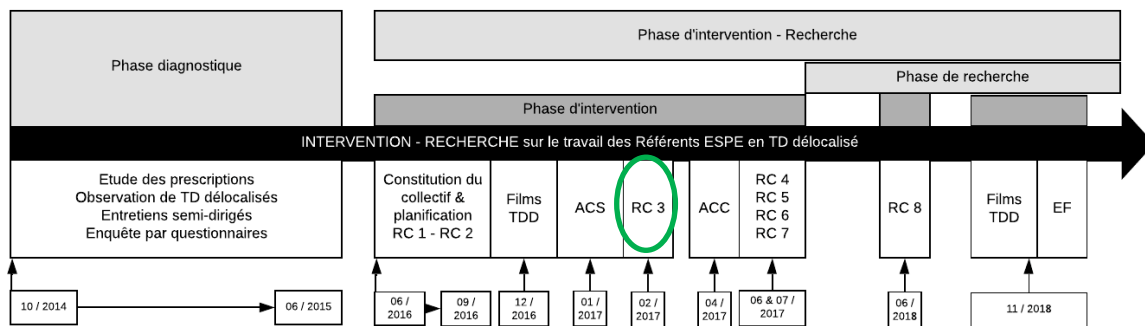 Phase d'intervention - Recherche
Phase diagnostique
Phase de recherche
Phase d'intervention
INTERVENTION - RECHERCHE sur le travail des Référents ESPE en TD délocalisé
Etude des prescriptions
Observation de TD délocalisés
Entretiens semi-dirigés
Enquête par questionnaires
Constitution du
collectif &
planification
RC 1 - RC 2
Films
TDD
ACS
RC 3
ACC
RC 4
RC 5
RC 6
RC 7
RC 8
Films
TDD
EF
10 / 2014
06 / 2015
06 /
2016
09 /
2016
12 /
2016
01 /
2017
02 /
2017
04 /
2017
06 & 07 /
2017
06 /
2018
11 / 2018